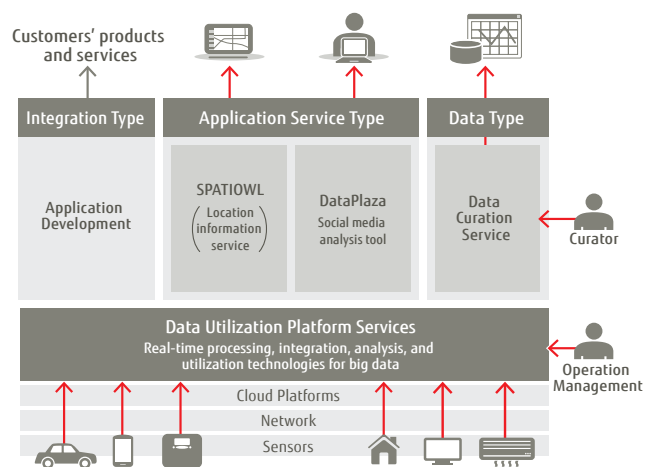 Customers' products
and services
Integration Type
Application Service Type
Data Type
Application
Development
SPATIOWL
(Location
information
service)
DataPlaza
Social media
analysis tool
Data
Curation
Service
Curator
Data Utilization Platform Services
Real-time processing, integration, analysis, and
utilization technologies for big data
Operation
Management
Cloud Platforms
Network
Sensors